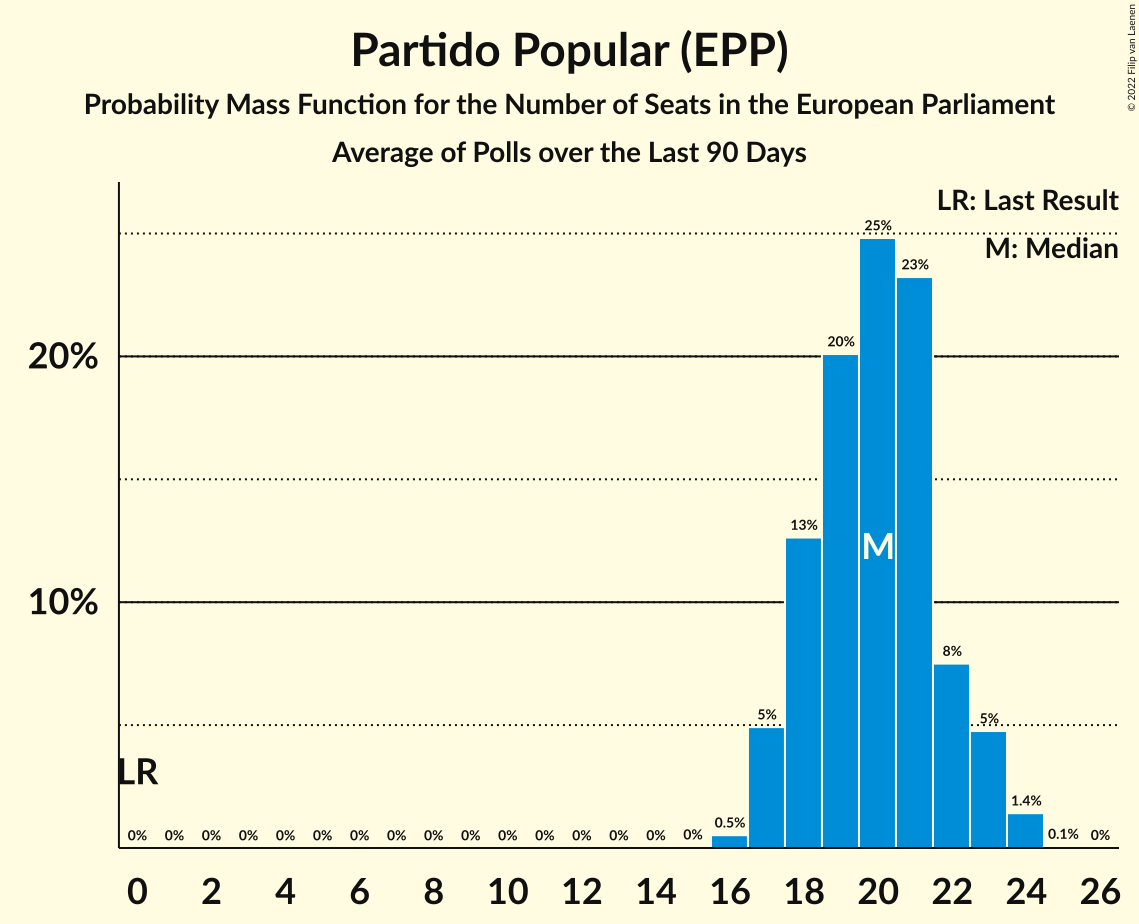 Partido Popular (EPP)
Probability Mass Function for the Number of Seats in the European Parliament
Average of Polls over the Last 90 Days
© 2022 Filip van Laenen
LR: Last Result
M: Median
25%
23%
20%
20%
13%
M
10%
8%
5%
5%
LR
1.4%
0.5%
0% 0% 0% 0% 0% 0% 0% 0% 0% 0% 0% 0% 0% 0% 0% 0% 0.1% 0%
0 2 4 6 8 10 12 14 16 18 20 22 24 26